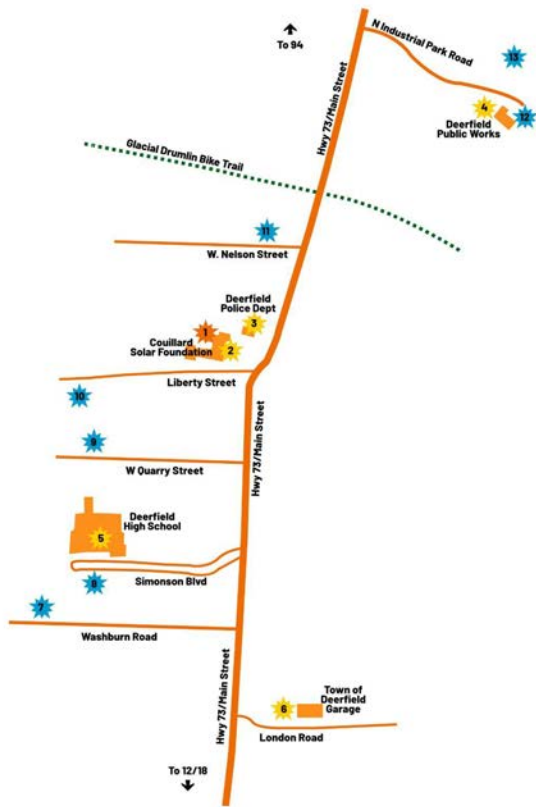 N Industrial Park Road
13
To 94
4
12
Deerfield
Public Works
Hwy 73/Main Street
Glacial Drumlin Bike Trail
11
W. Nelson Street
Deerfield
Police Dept
3
1
Couillard
Solar Foundation
2
Liberty Street
10
9
W Quarry Street
Hwy 73/Main Street
Deerfield
High School
5
8
Simonson Blvd
7
Washburn Road
Town of
Deerfield
Garage
6
London Road
Hwy 73/Main Street
To 12/18